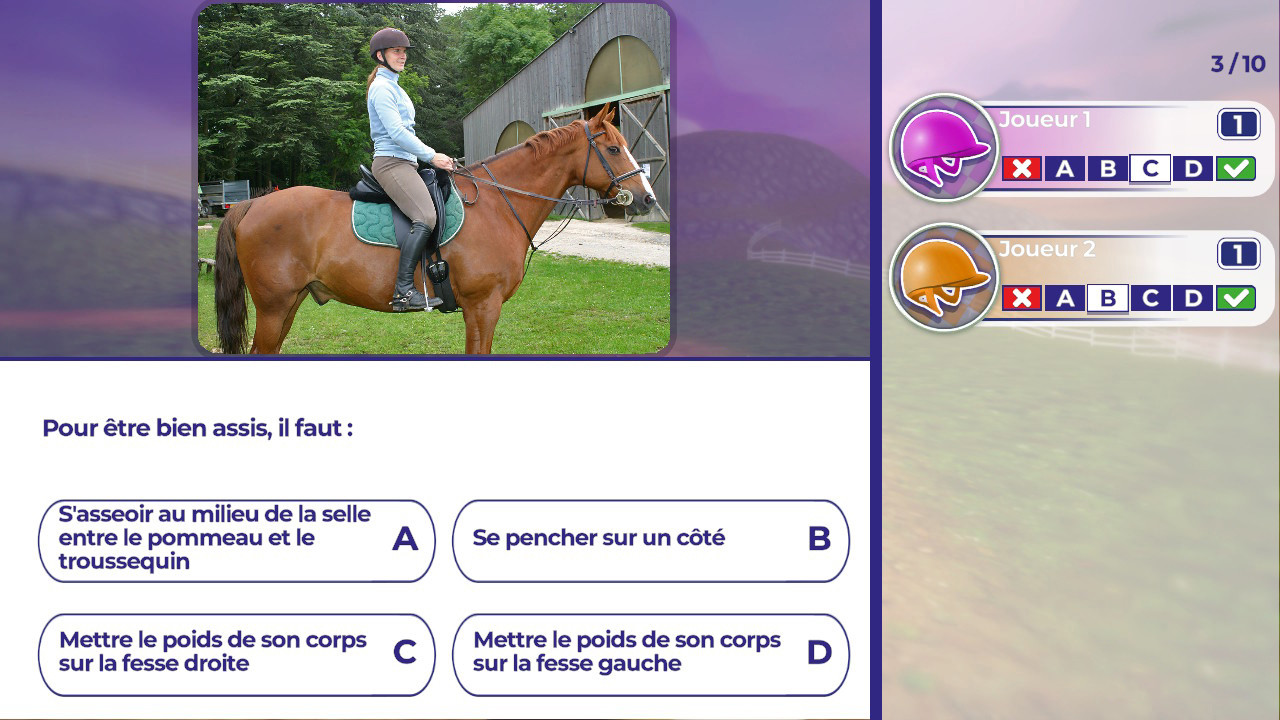 3 / 10
Joueur 1
1
A B C D
Joueur 2
1
A B C D
Pour être bien assis, il faut :
S'asseoir au milieu de la selle
entre le pommeau et le
troussequin
A
Se pencher sur un côté
B
Mettre le poids de son corps
sur la fesse droite
C
Mettre le poids de son corps
sur la fesse gauche
D